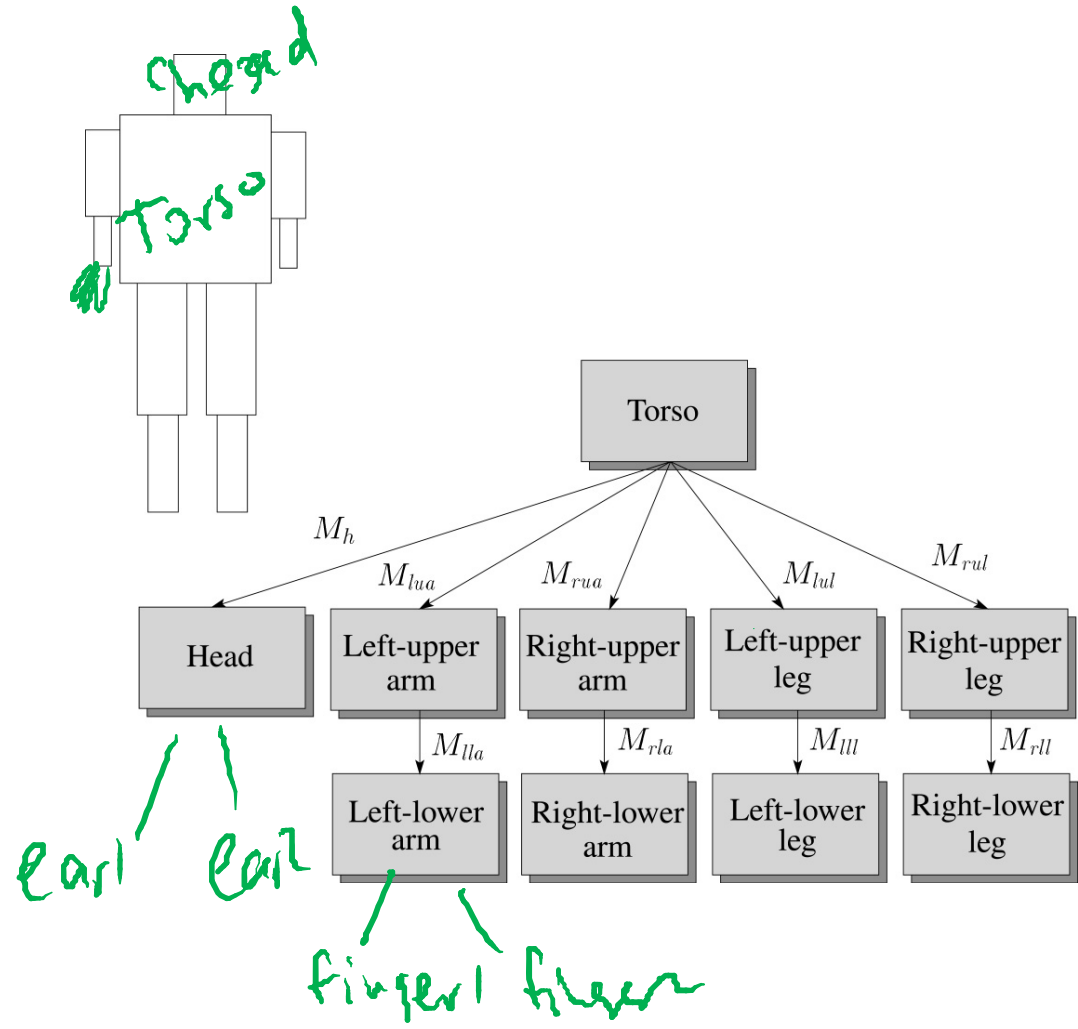 Torso
Torso
M_h
M_lua
M_rua
M_lul
M_rul
Head
Left-upper
arm
Right-upper
arm
Left-upper
leg
Right-upper
leg
M_lla
M_rla
M_lll
M_rll
Left-lower
arm
Right-lower
arm
Left-lower
leg
Right-lower
leg
ear1
ear2
finger1